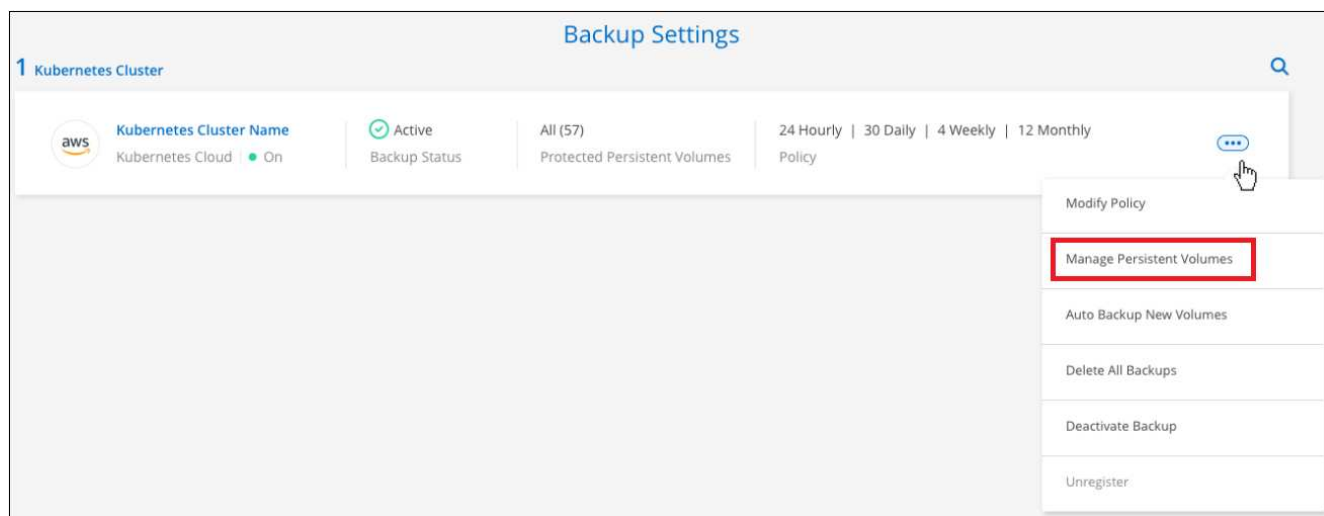 Backup Settings
1 Kubernetes Cluster
aws
Kubernetes Cluster Name
Kubernetes Cloud
On
Active
Backup Status
All (57)
Protected Persistent Volumes
24 Hourly | 30 Daily | 4 Weekly | 12 Monthly
Policy
Modify Policy
Manage Persistent Volumes
Auto Backup New Volumes
Delete All Backups
Deactivate Backup
Unregister